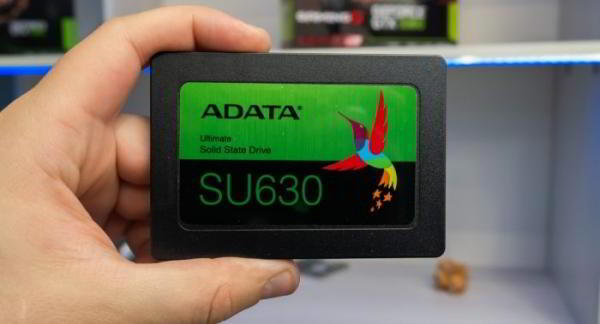 ADATA
Ultimate
Solid State Drive
SU630